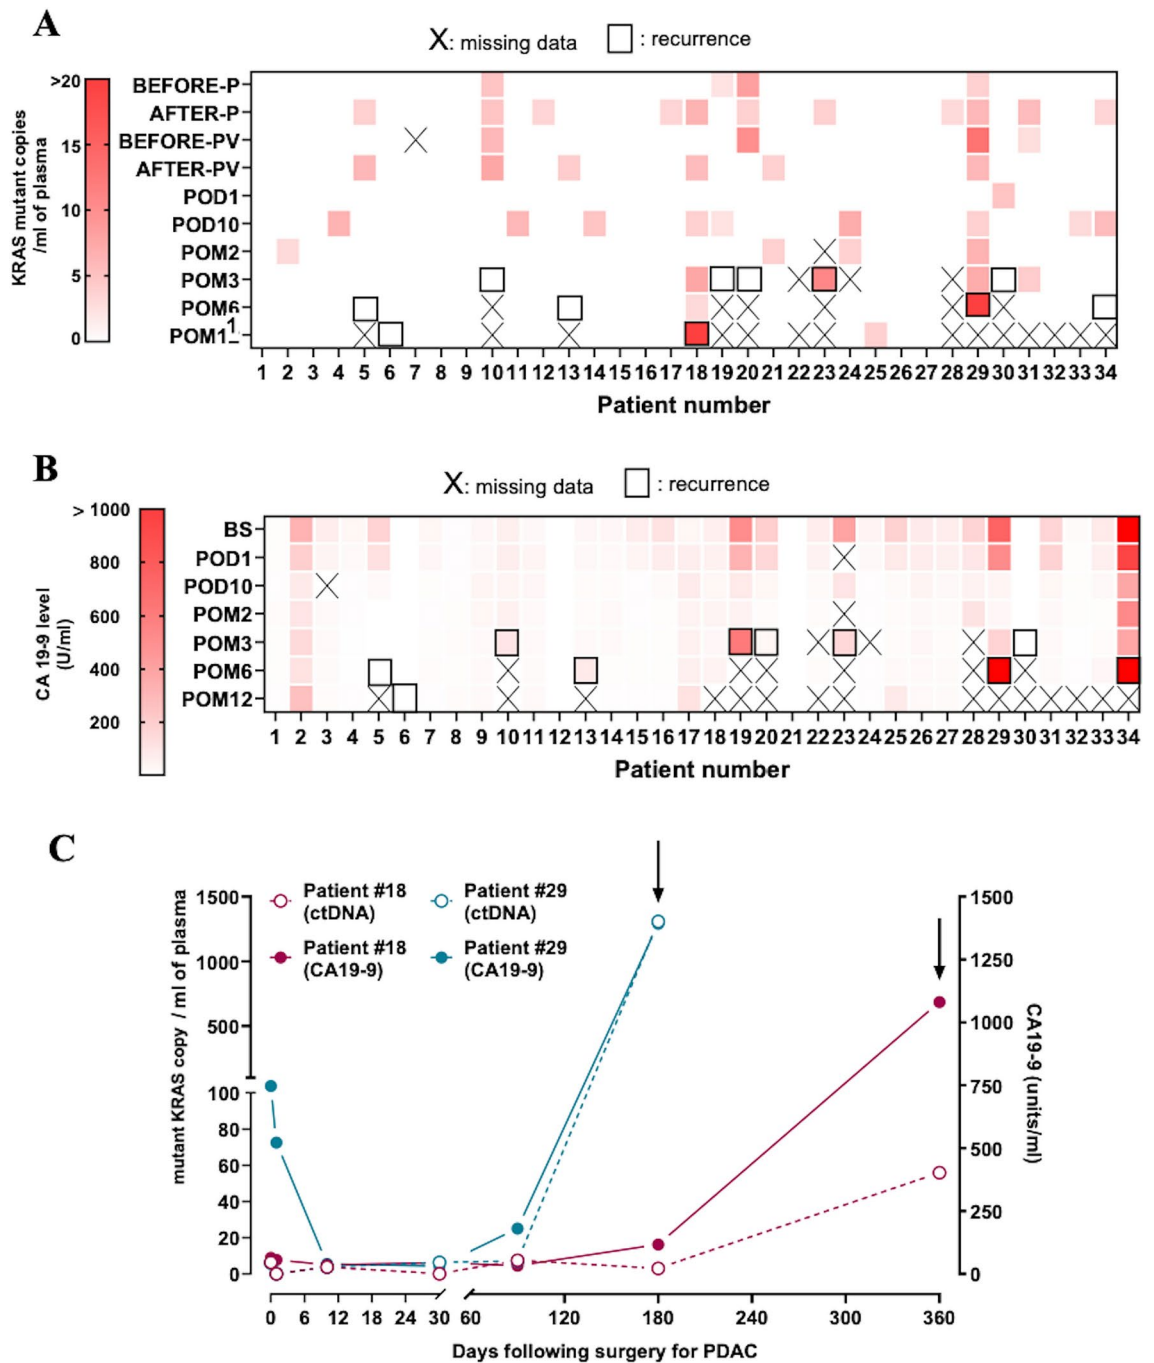 A
X: missing data : recurrence
KRAS mutant copies
/ml of plasma
>20
15
10
5
0
BEFORE-P
AFTER-P
BEFORE-PV
AFTER-PV
POD1
POD10
POM2
POM3
POM6
POM11
1 2 3 4 5 6 7 8 9 10 11 12 13 14 15 16 17 18 19 20 21 22 23 24 25 26 27 28 29 30 31 32 33 34
Patient number
B
X: missing data : recurrence
CA 19-9 level
(U/ml)
> 1000
800
600
400
200
BS
POD1
POD10
POM2
POM3
POM6
POM12
1 2 3 4 5 6 7 8 9 10 11 12 13 14 15 16 17 18 19 20 21 22 23 24 25 26 27 28 29 30 31 32 33 34
Patient number
C
Patient #18
(ctDNA)
Patient #29
(ctDNA)
Patient #18
(CA19-9)
Patient #29
(CA19-9)
mutant KRAS copy / ml of plasma
1500
1000
500
100
80
60
40
20
0
1500
1250
1000
750
500
250
0
CA19-9 (units/ml)
0 6 12 18 24 30 60 120 180 240 300 360
Days following surgery for PDAC